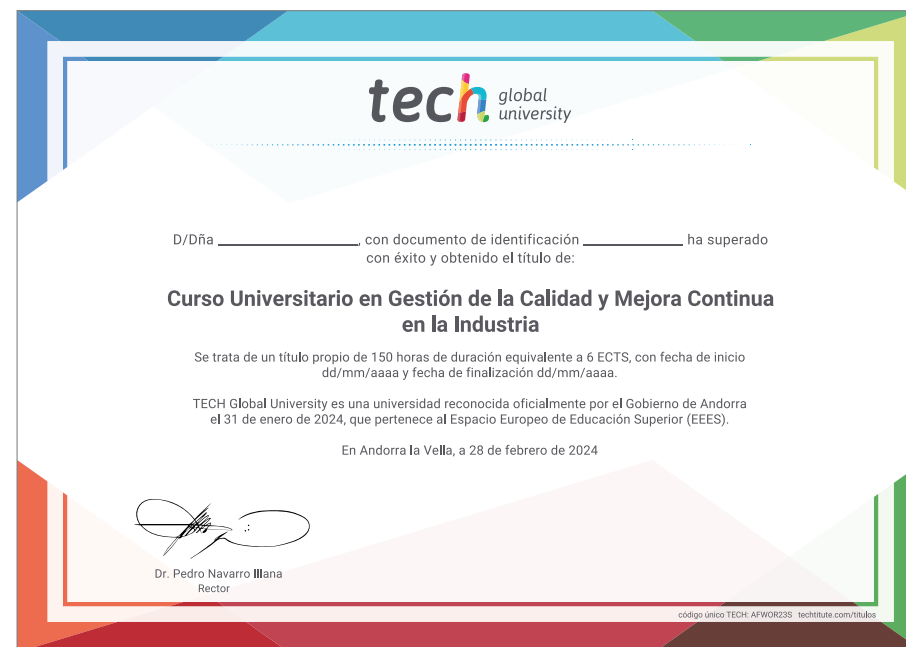 tech global university
D/Dña ____________, con documento de identificación ____________ ha superado
con éxito y obtenido el título de:
Curso Universitario en Gestión de la Calidad y Mejora Continua
en la Industria
Se trata de un título propio de 150 horas de duración equivalente a 6 ECTS, con fecha de inicio
dd/mm/aaaa y fecha de finalización dd/mm/aaaa.
TECH Global University es una universidad reconocida oficialmente por el Gobierno de Andorra
el 31 de enero de 2024, que pertenece al Espacio Europeo de Educación Superior (EEES).
En Andorra la Vella, a 28 de febrero de 2024
Dr. Pedro Navarro Illana
Rector
código único TECH: AFWOR23S techtitute.com/titulos